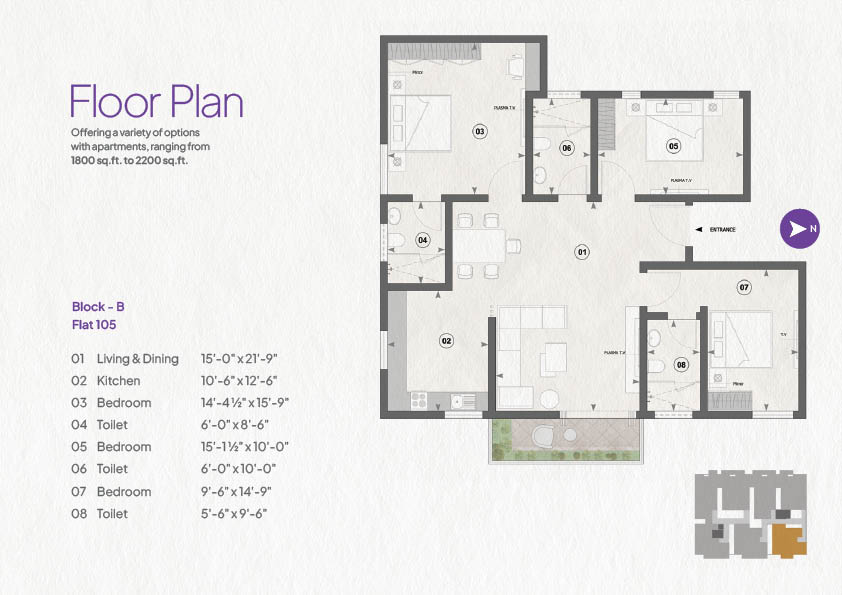 Floor Plan
Offering a variety of options
with apartments, ranging from
1800 sq.ft. to 2200 sq.ft.
Block - B
Flat 105
01 Living & Dining 15'-0" x 21'-9"
02 Kitchen 10'-6" x 12'-6"
03 Bedroom 14'-4 ½" x 15'-9"
04 Toilet 6'-0" x 8'-6"
05 Bedroom 15'-1 ½" x 10'-0"
06 Toilet 6'-0" x 10'-0"
07 Bedroom 9'-6" x 14'-9"
08 Toilet 5'-6" x 9'-6"
Mirror
PLASMA T.V.
03
06
05
PLASMA T.V
04
01
ENTRANCE
N
07
02
PLASMA T.V.
08
T.V
Mirror